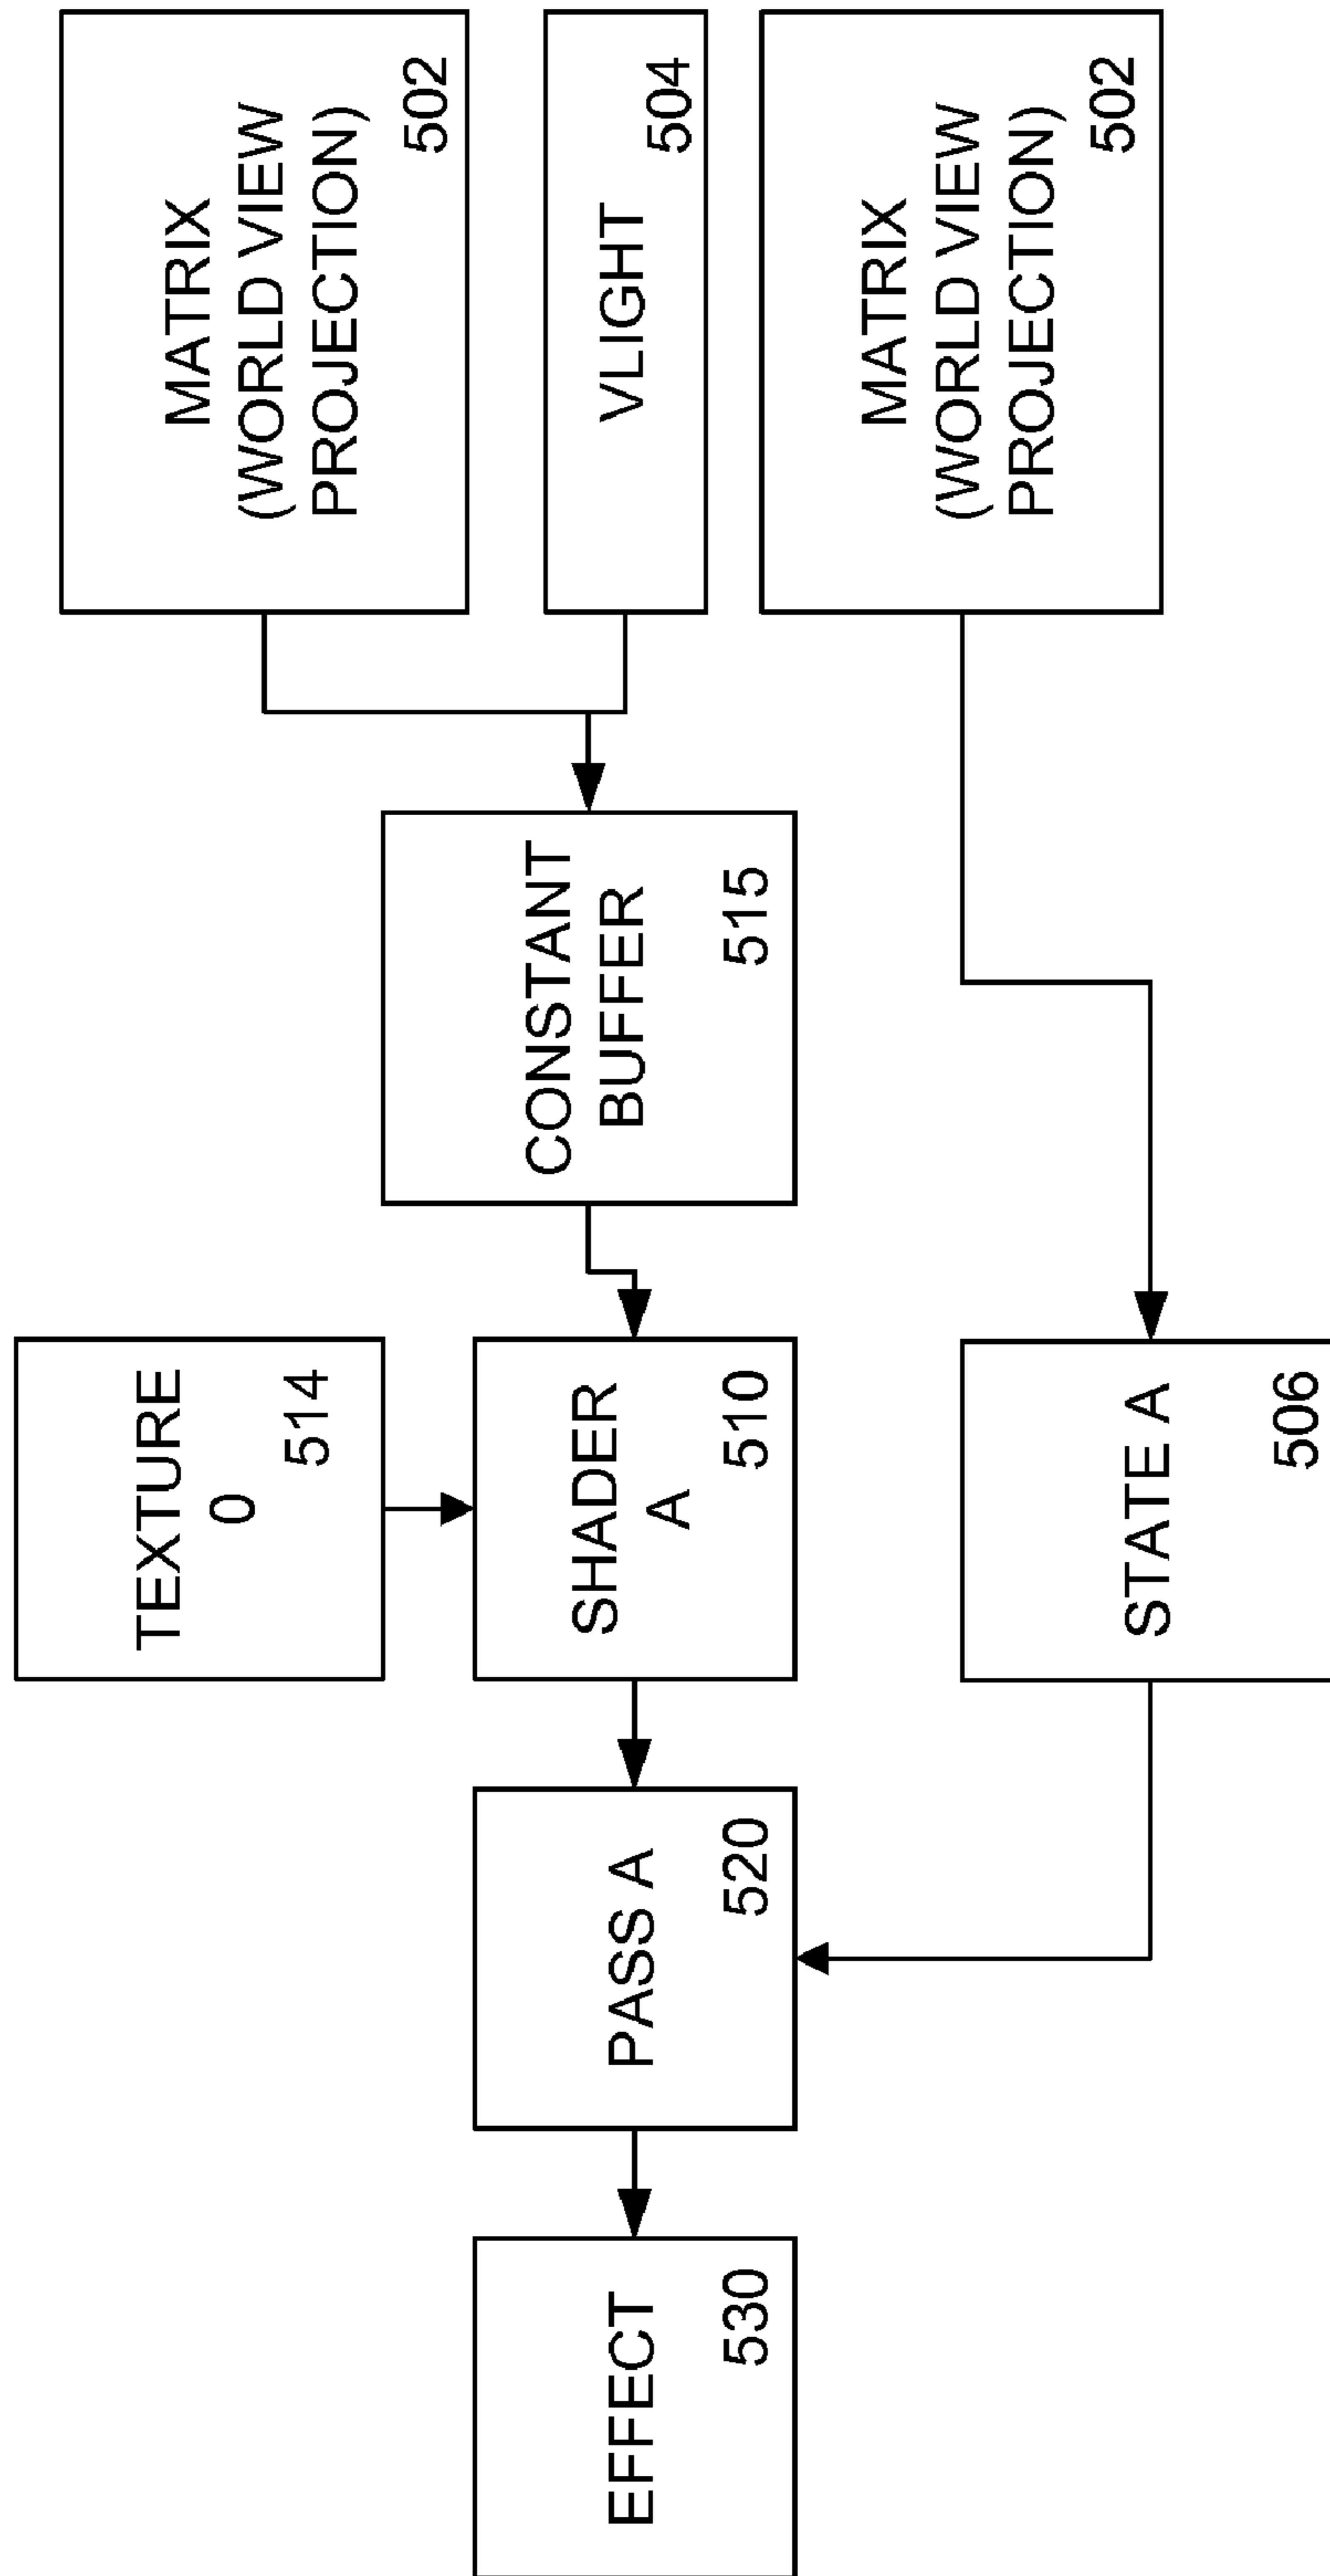 TEXTURE
0
514
MATRIX
(WORLD VIEW
PROJECTION)
502
CONSTANT
BUFFER
515
EFFECT
530
PASS A
520
SHADER
A
510
VLIGHT
504
MATRIX
(WORLD VIEW
PROJECTION)
502
STATE A
506